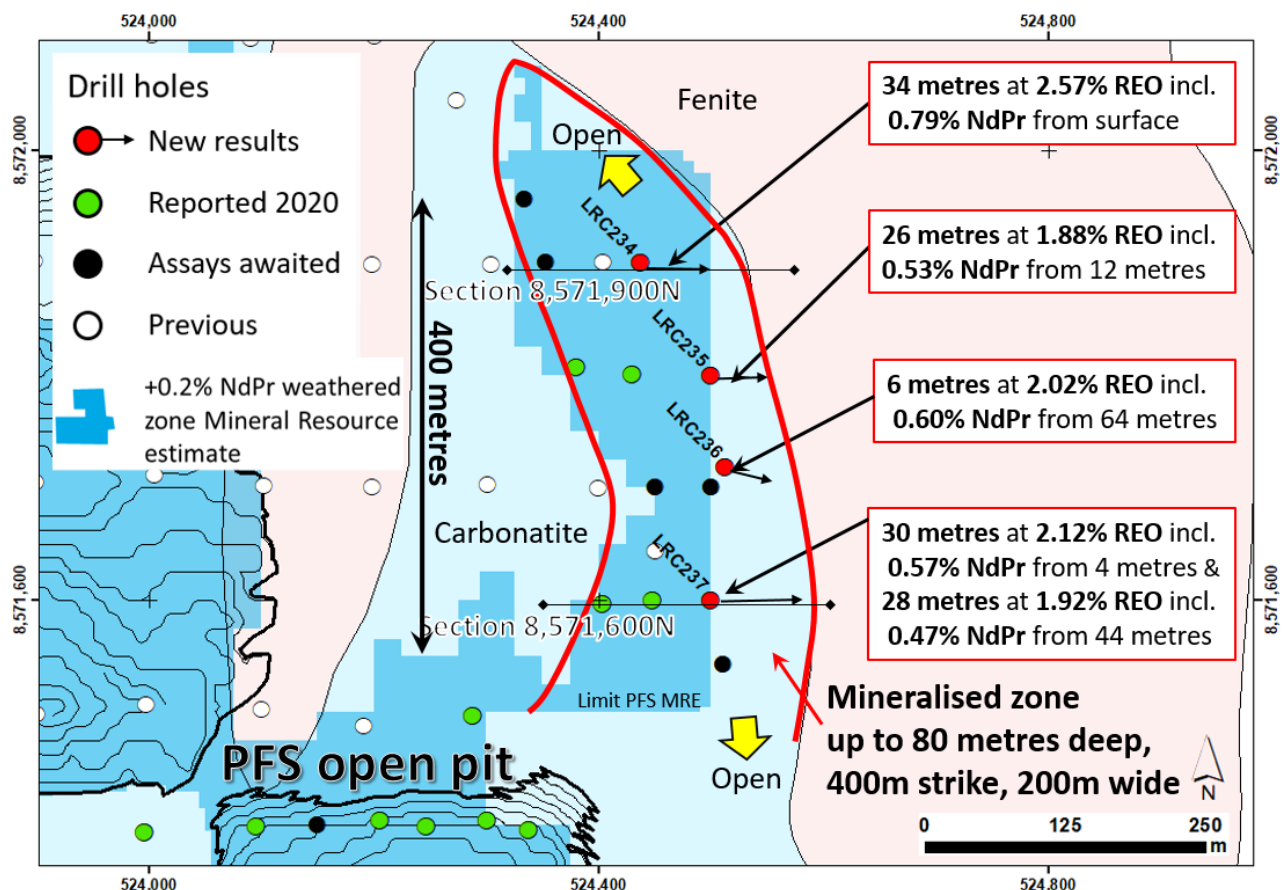 524,000
524,400
524,800
Drill holes
New results
Reported 2020
Assays awaited
Previous
+0.2% NdPr weathered
zone Mineral Resource
estimate
8,572,000
8,572,000
8,571,600
8,571,600
Fenite
Open
LRC234
Section 8,571,900N
LRC235
LRC236
400 metres
Carbonatite
LRC237
Section 8,571,600N
Limit PFS MRE
PFS open pit
Open
34 metres at 2.57% REO incl.
0.79% NdPr from surface
26 metres at 1.88% REO incl.
0.53% NdPr from 12 metres
6 metres at 2.02% REO incl.
0.60% NdPr from 64 metres
30 metres at 2.12% REO incl.
0.57% NdPr from 4 metres &
28 metres at 1.92% REO incl.
0.47% NdPr from 44 metres
Mineralised zone
up to 80 metres deep,
400m strike, 200m wide
N
0 125 250
m
524,000
524,400
524,800